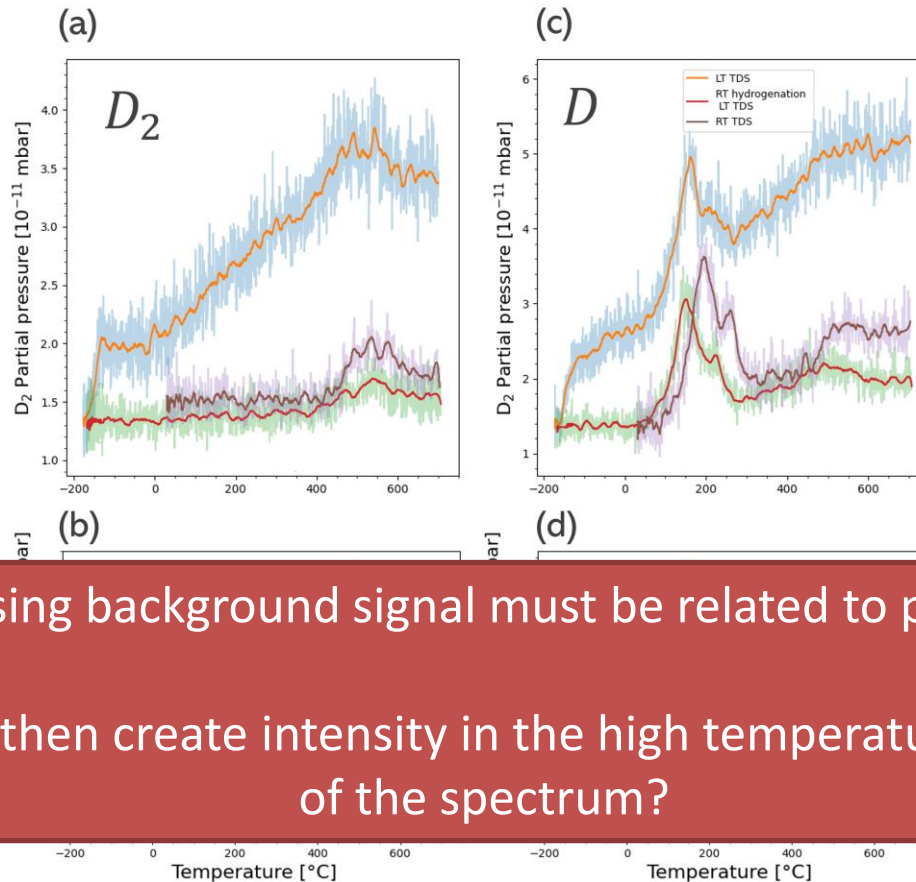 (a)
D₂
D₂ Partial pressure [10⁻¹¹ mbar]
4.0
3.5
3.0
2.5
2.0
1.5
1.0
−200 0 200 400 600
(c)
D
LT TDS
RT hydrogenation
LT TDS
RT TDS
D₂ Partial pressure [10⁻¹¹ mbar]
6
5
4
3
2
1
−200 0 200 400 600
(b)
bar]
(d)
bar]
sing background signal must be related to p
then create intensity in the high temperatu
of the spectrum?
−200 0 200 400 600
Temperature [°C]
−200 0 200 400 600
Temperature [°C]